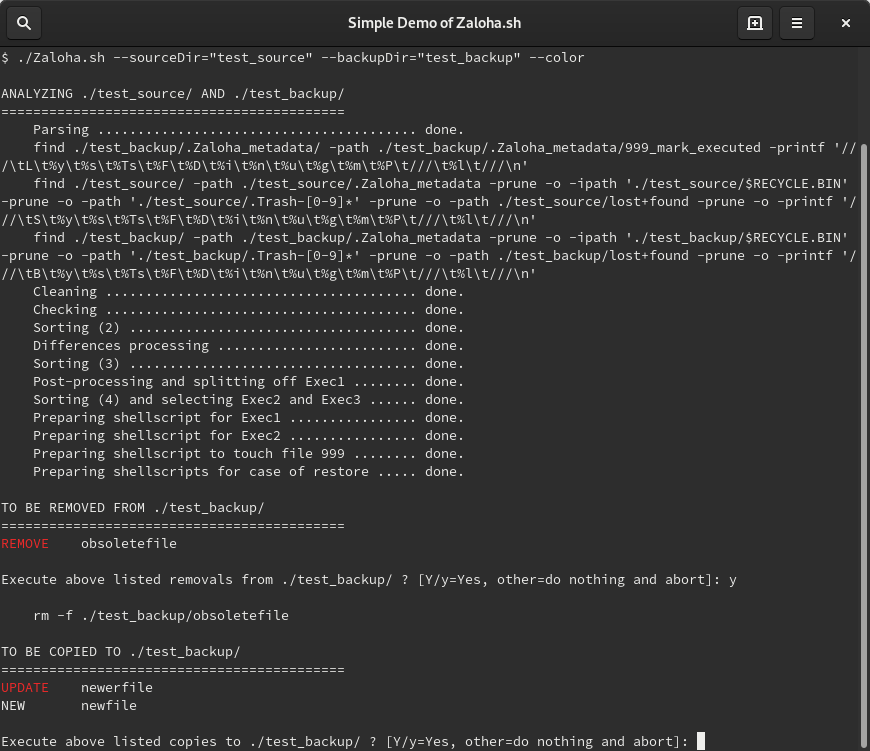 Simple Demo of Zaloha.sh
$ ./Zaloha.sh --sourceDir="test_source" --backupDir="test_backup" --color
ANALYZING ./test_source/ AND ./test_backup/
===========================================
    Parsing ........................................ done.
    find ./test_backup/.Zaloha_metadata/ -path ./test_backup/.Zaloha_metadata/999_mark_executed -printf '//
/\tL\t%y\t%s\t%Ts\t%F\t%D\t%i\t%n\t%u\t%g\t%m\t%P\t///\t%l\t///\n'
    find ./test_source/ -path ./test_source/.Zaloha_metadata -prune -o -ipath './test_source/$RECYCLE.BIN'
-prune -o -path './test_source/.Trash-[0-9]*' -prune -o -path ./test_source/lost+found -prune -o -printf '/
//\tS\t%y\t%s\t%Ts\t%F\t%D\t%i\t%n\t%u\t%g\t%m\t%P\t///\t%l\t///\n'
    find ./test_backup/ -path ./test_backup/.Zaloha_metadata -prune -o -ipath './test_backup/$RECYCLE.BIN'
-prune -o -path './test_backup/.Trash-[0-9]*' -prune -o -path ./test_backup/lost+found -prune -o -printf '/
//\tB\t%y\t%s\t%Ts\t%F\t%D\t%i\t%n\t%u\t%g\t%m\t%P\t///\t%l\t///\n'
    Cleaning ....................................... done.
    Checking ....................................... done.
    Sorting (2) .................................... done.
    Differences processing ......................... done.
    Sorting (3) .................................... done.
    Post-processing and splitting off Exec1 ........ done.
    Sorting (4) and selecting Exec2 and Exec3 ...... done.
    Preparing shellscript for Exec1 ................ done.
    Preparing shellscript for Exec2 ................ done.
    Preparing shellscript to touch file 999 ........ done.
    Preparing shellscripts for case of restore ..... done.
TO BE REMOVED FROM ./test_backup/
===========================================
REMOVE    obsoletefile
Execute above listed removals from ./test_backup/ ? [Y/y=Yes, other=do nothing and abort]: y
    rm -f ./test_backup/obsoletefile
TO BE COPIED TO ./test_backup/
===========================================
UPDATE    newerfile
NEW       newfile
Execute above listed copies to ./test_backup/ ? [Y/y=Yes, other=do nothing and abort]: